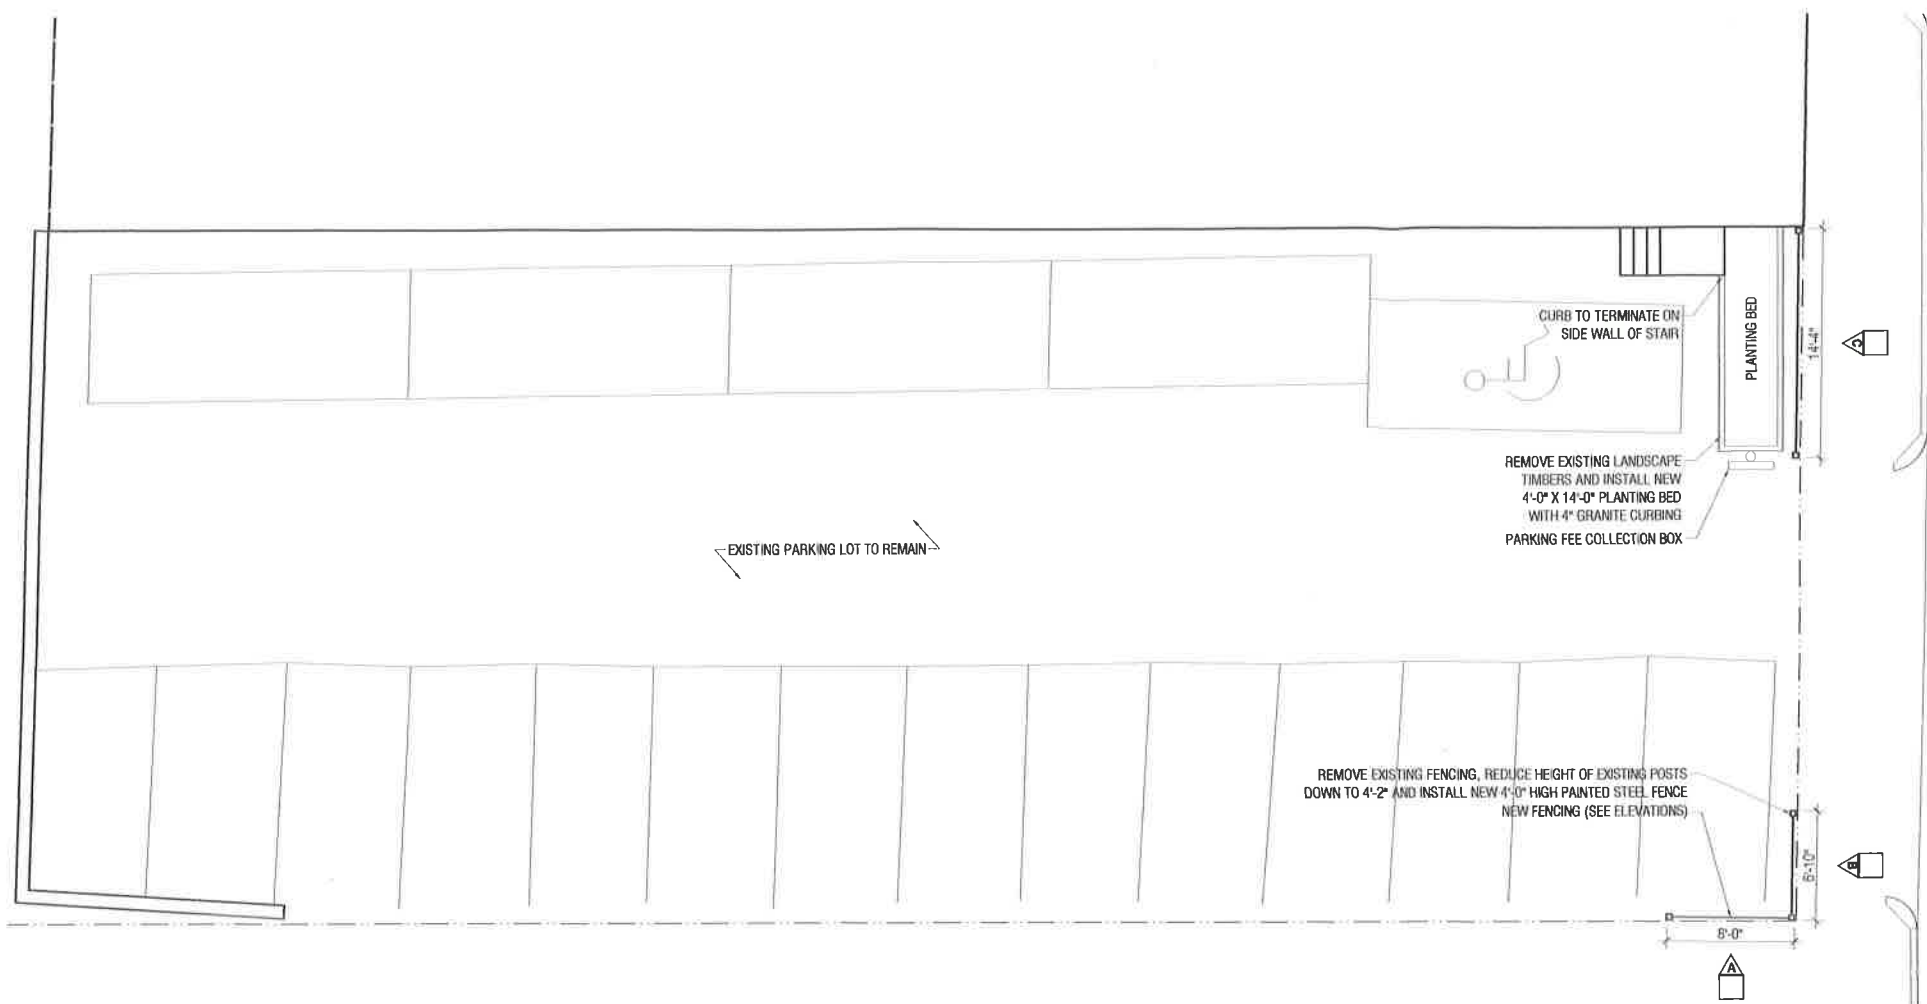 CURB TO TERMINATE ON
SIDE WALL OF STAIR
PLANTING BED
14'-4"
C
REMOVE EXISTING LANDSCAPE
TIMBERS AND INSTALL NEW
4'-0" X 14'-0" PLANTING BED
WITH 4" GRANITE CURBING
PARKING FEE COLLECTION BOX
EXISTING PARKING LOT TO REMAIN
REMOVE EXISTING FENCING, REDUCE HEIGHT OF EXISTING POSTS
DOWN TO 4'-2" AND INSTALL NEW 4'-0" HIGH PAINTED STEEL FENCE
NEW FENCING (SEE ELEVATIONS)
6'-10"
B
8'-0"
A